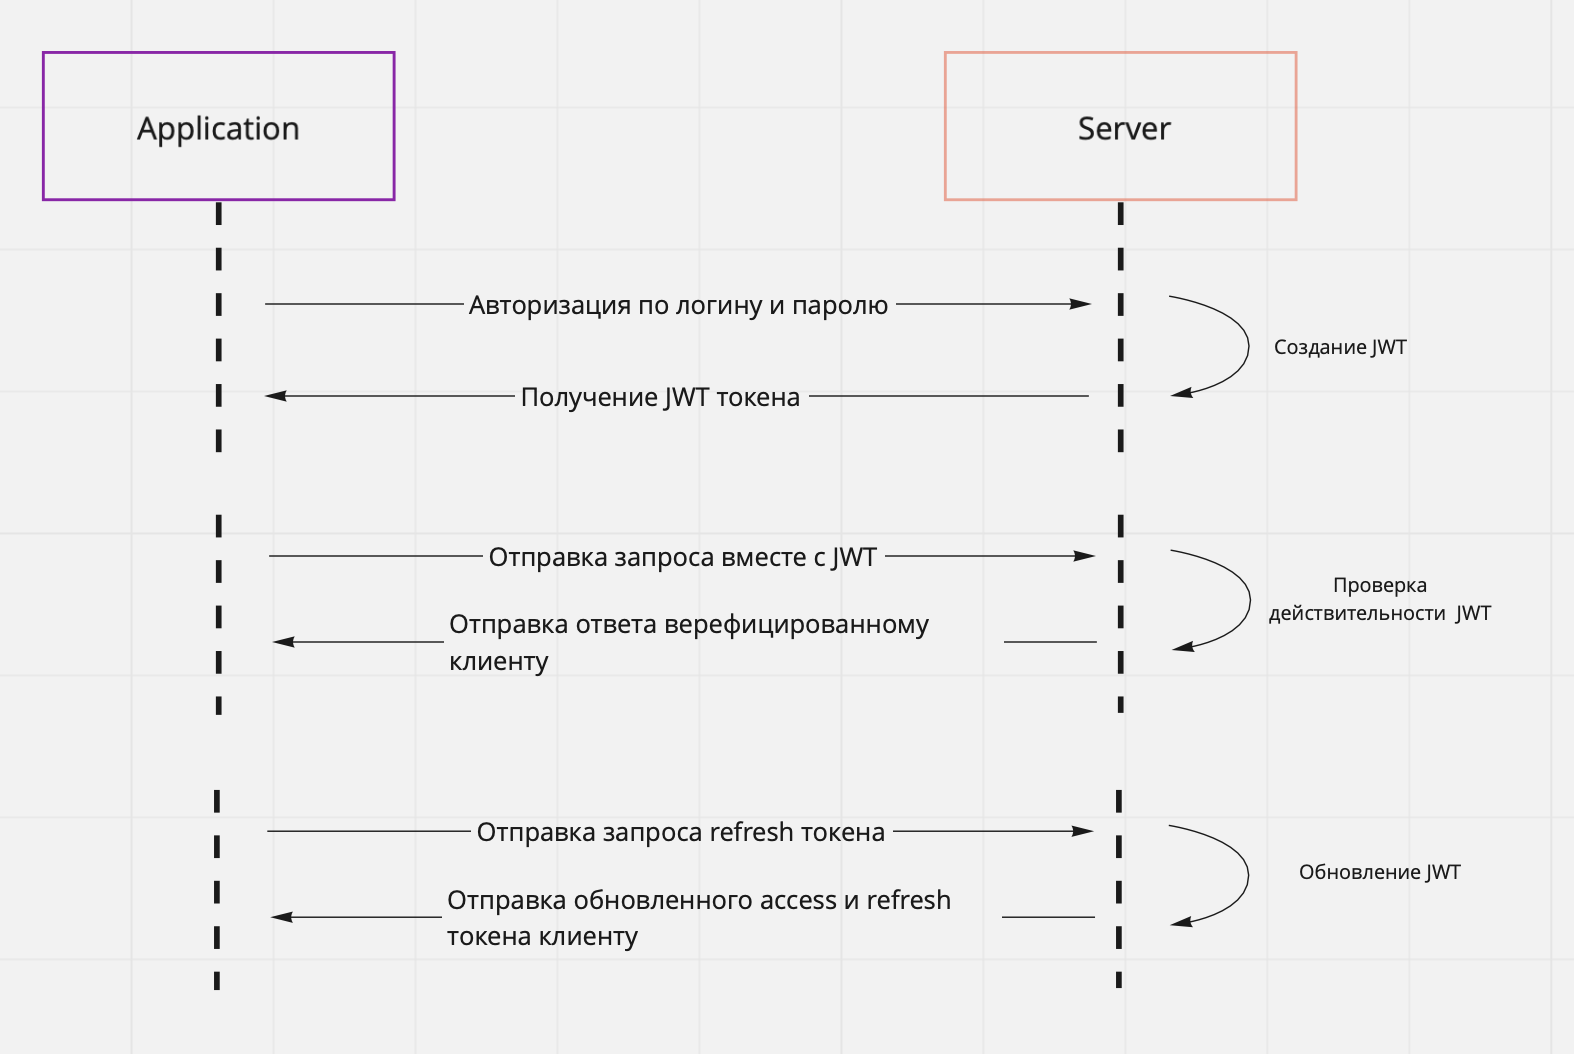 Application
Server
Авторизация по логину и паролю
Создание JWT
Получение JWT токена
Отправка запроса вместе с JWT
Проверка
действительности JWT
Отправка ответа верефицированному
клиенту
Отправка запроса refresh токена
Обновление JWT
Отправка обновленного access и refresh
токена клиенту